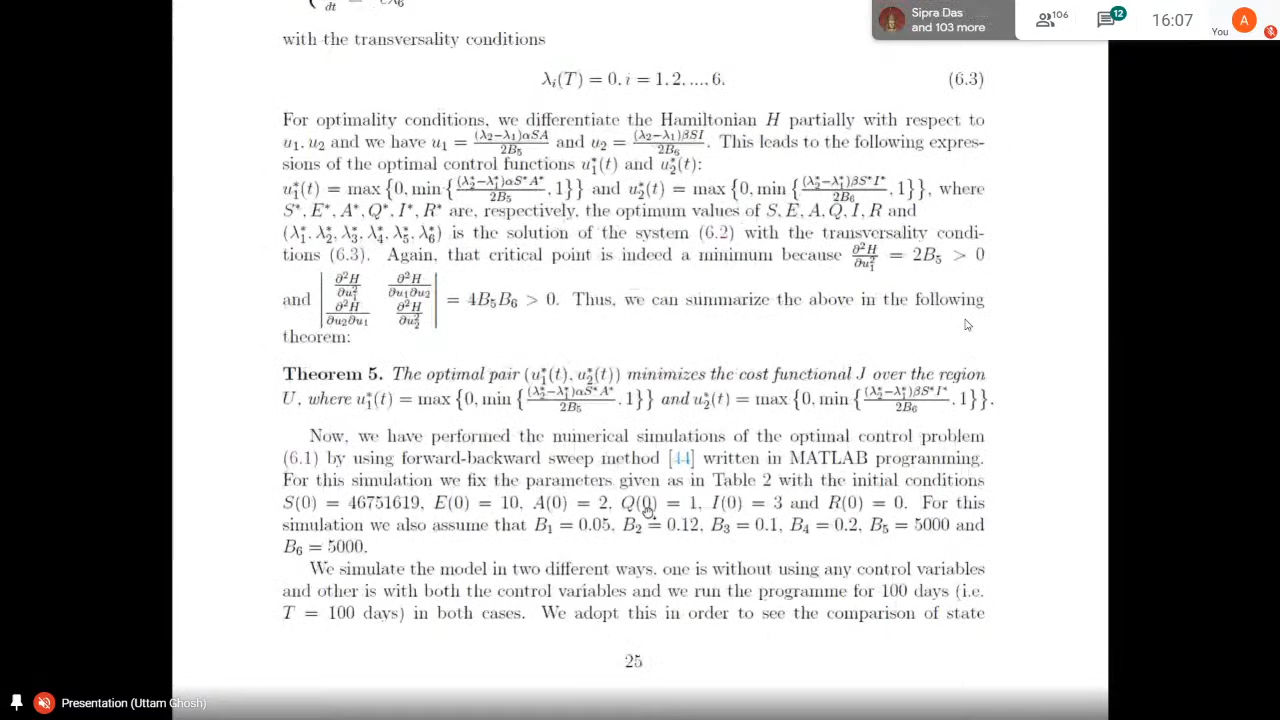 dt
Sipra Das
and 103 more
106
12
16:07
A
You
with the transversality conditions
λᵢ(T) = 0, i = 1, 2, ..., 6. (6.3)
For optimality conditions, we differentiate the Hamiltonian H partially with respect to
u₁, u₂ and we have u₁ = (λ₂−λ₁)αSA / 2B₅ and u₂ = (λ₂−λ₁)βSI / 2B₆. This leads to the following expres-
sions of the optimal control functions u₁*(t) and u₂*(t):
u₁*(t) = max {0, min {(λ₂*−λ₁*)αS*A* / 2B₅, 1}} and u₂*(t) = max {0, min {(λ₂*−λ₁*)βS*I* / 2B₆, 1}}, where
S*, E*, A*, Q*, I*, R* are, respectively, the optimum values of S, E, A, Q, I, R and
(λ₁*, λ₂*, λ₃*, λ₄*, λ₅*, λ₆*) is the solution of the system (6.2) with the transversality condi-
tions (6.3). Again, that critical point is indeed a minimum because ∂²H/∂u₁² = 2B₅ > 0
and | ∂²H/∂u₁² ∂²H/∂u₁∂u₂ ; ∂²H/∂u₂∂u₁ ∂²H/∂u₂² | = 4B₅B₆ > 0. Thus, we can summarize the above in the following
theorem:
Theorem 5. The optimal pair (u₁*(t), u₂*(t)) minimizes the cost functional J over the region
U, where u₁*(t) = max {0, min {(λ₂*−λ₁*)αS*A* / 2B₅, 1}} and u₂*(t) = max {0, min {(λ₂*−λ₁*)βS*I* / 2B₆, 1}}.
Now, we have performed the numerical simulations of the optimal control problem
(6.1) by using forward-backward sweep method [44] written in MATLAB programming.
For this simulation we fix the parameters given as in Table 2 with the initial conditions
S(0) = 46751619, E(0) = 10, A(0) = 2, Q(0) = 1, I(0) = 3 and R(0) = 0. For this
simulation we also assume that B₁ = 0.05, B₂ = 0.12, B₃ = 0.1, B₄ = 0.2, B₅ = 5000 and
B₆ = 5000.
We simulate the model in two different ways, one is without using any control variables
and other is with both the control variables and we run the programme for 100 days (i.e.
T = 100 days) in both cases. We adopt this in order to see the comparison of state
25
Presentation (Uttam Ghosh)